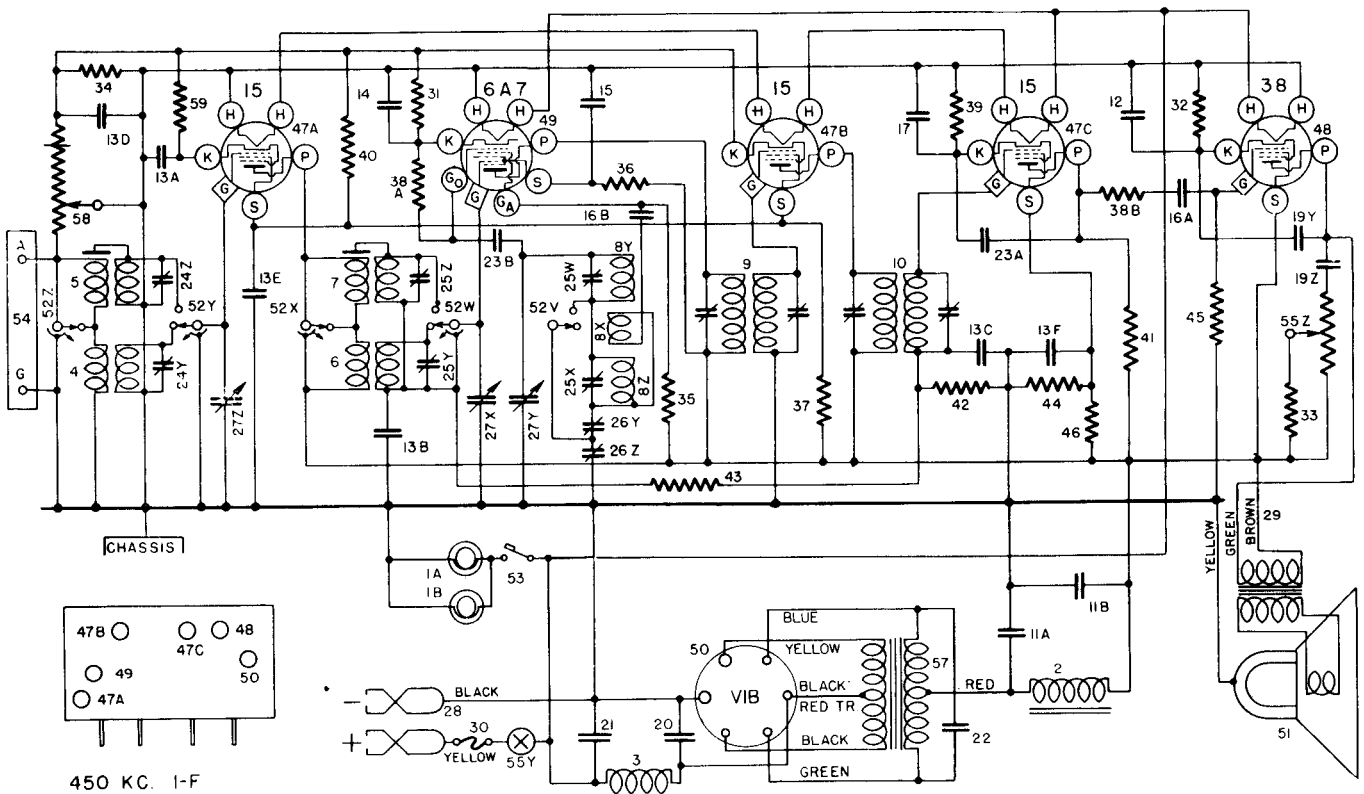 34
59
15
14
31
6A7
15
15
17
39
15
12
32
38
H H
H H
H H
H H
H H
13D
47A
49
47B
47C
48
K P
K P
K P
K P
K P
13A
40
38A
GO
G
GA
S
36
G
S
16B
G
S
38B
16A
G
S
58
23B
23A
19Y
19Z
A
5
24Z
13E
7
25Z
25W
8Y
9
10
54
52Z
52Y
52X
52W
52V
8X
13C
13F
41
45
55Z
G
4
24Y
27Z
6
25Y
27X
27Y
25X
8Z
35
37
42
44
46
33
26Y
26Z
13B
43
CHASSIS
YELLOW
GREEN
BROWN
29
1A
1B
53
11B
11A
47B
47C
48
49
50
47A
BLUE
50
YELLOW
57
2
VIB
BLACK
RED TR.
RED
- BLACK
28
21
20
22
51
+ 30
YELLOW
55Y
3
BLACK
GREEN
450 KC. I-F